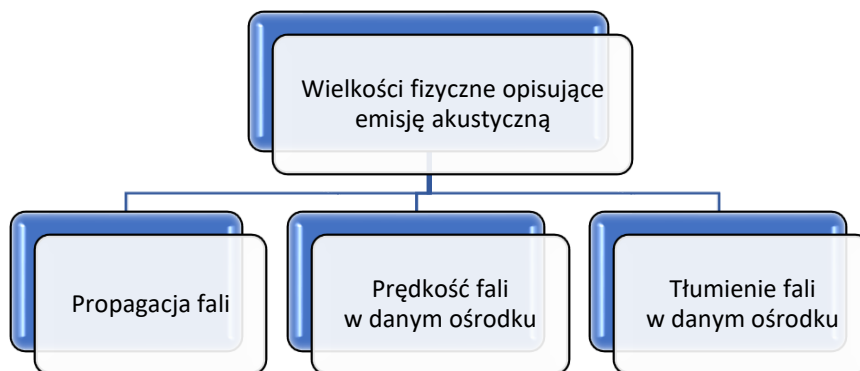 Wielkości fizyczne opisujące
emisję akustyczną
Propagacja fali
Prędkość fali
w danym ośrodku
Tłumienie fali
w danym ośrodku